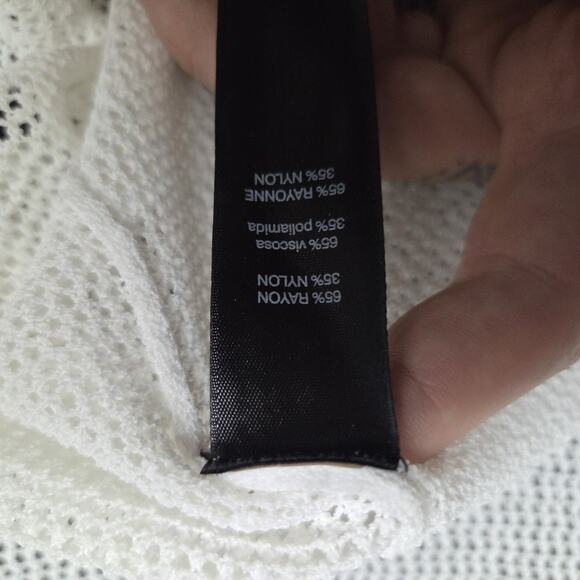 65% RAYON
35% NYLON
65% viscosa
35% poliamida
65% RAYONNE
35% NYLON